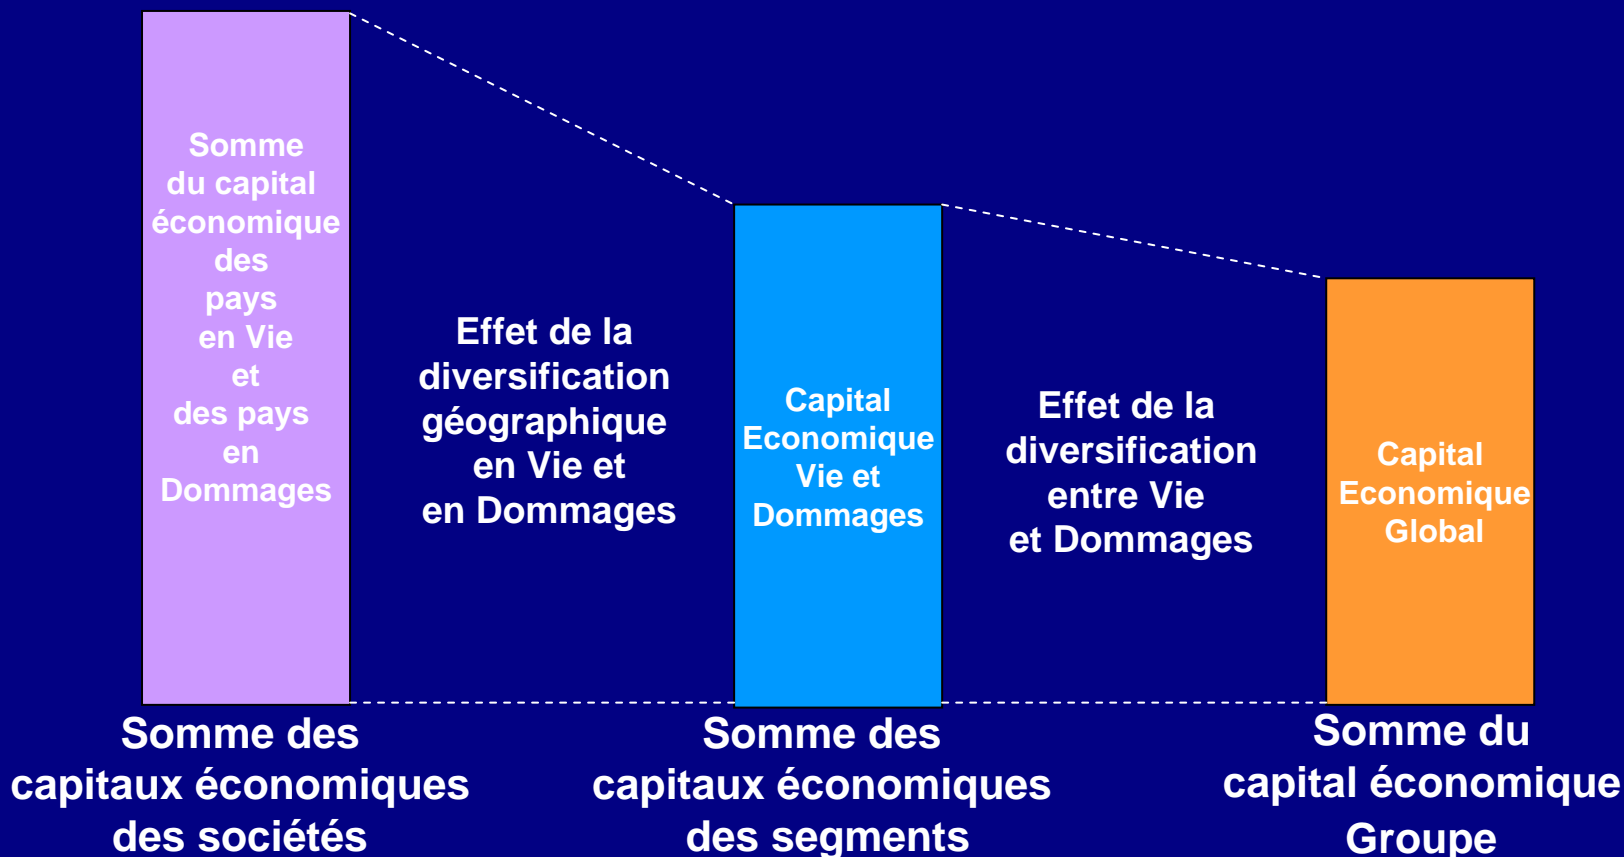 Somme
du capital
économique
des
pays
en Vie
et
des pays
en
Dommages
Effet de la
diversification
géographique
en Vie et
en Dommages
Capital
Economique
Vie et
Dommages
Effet de la
diversification
entre Vie
et Dommages
Capital
Economique
Global
Somme des
capitaux économiques
des sociétés
Somme des
capitaux économiques
des segments
Somme du
capital économique
Groupe